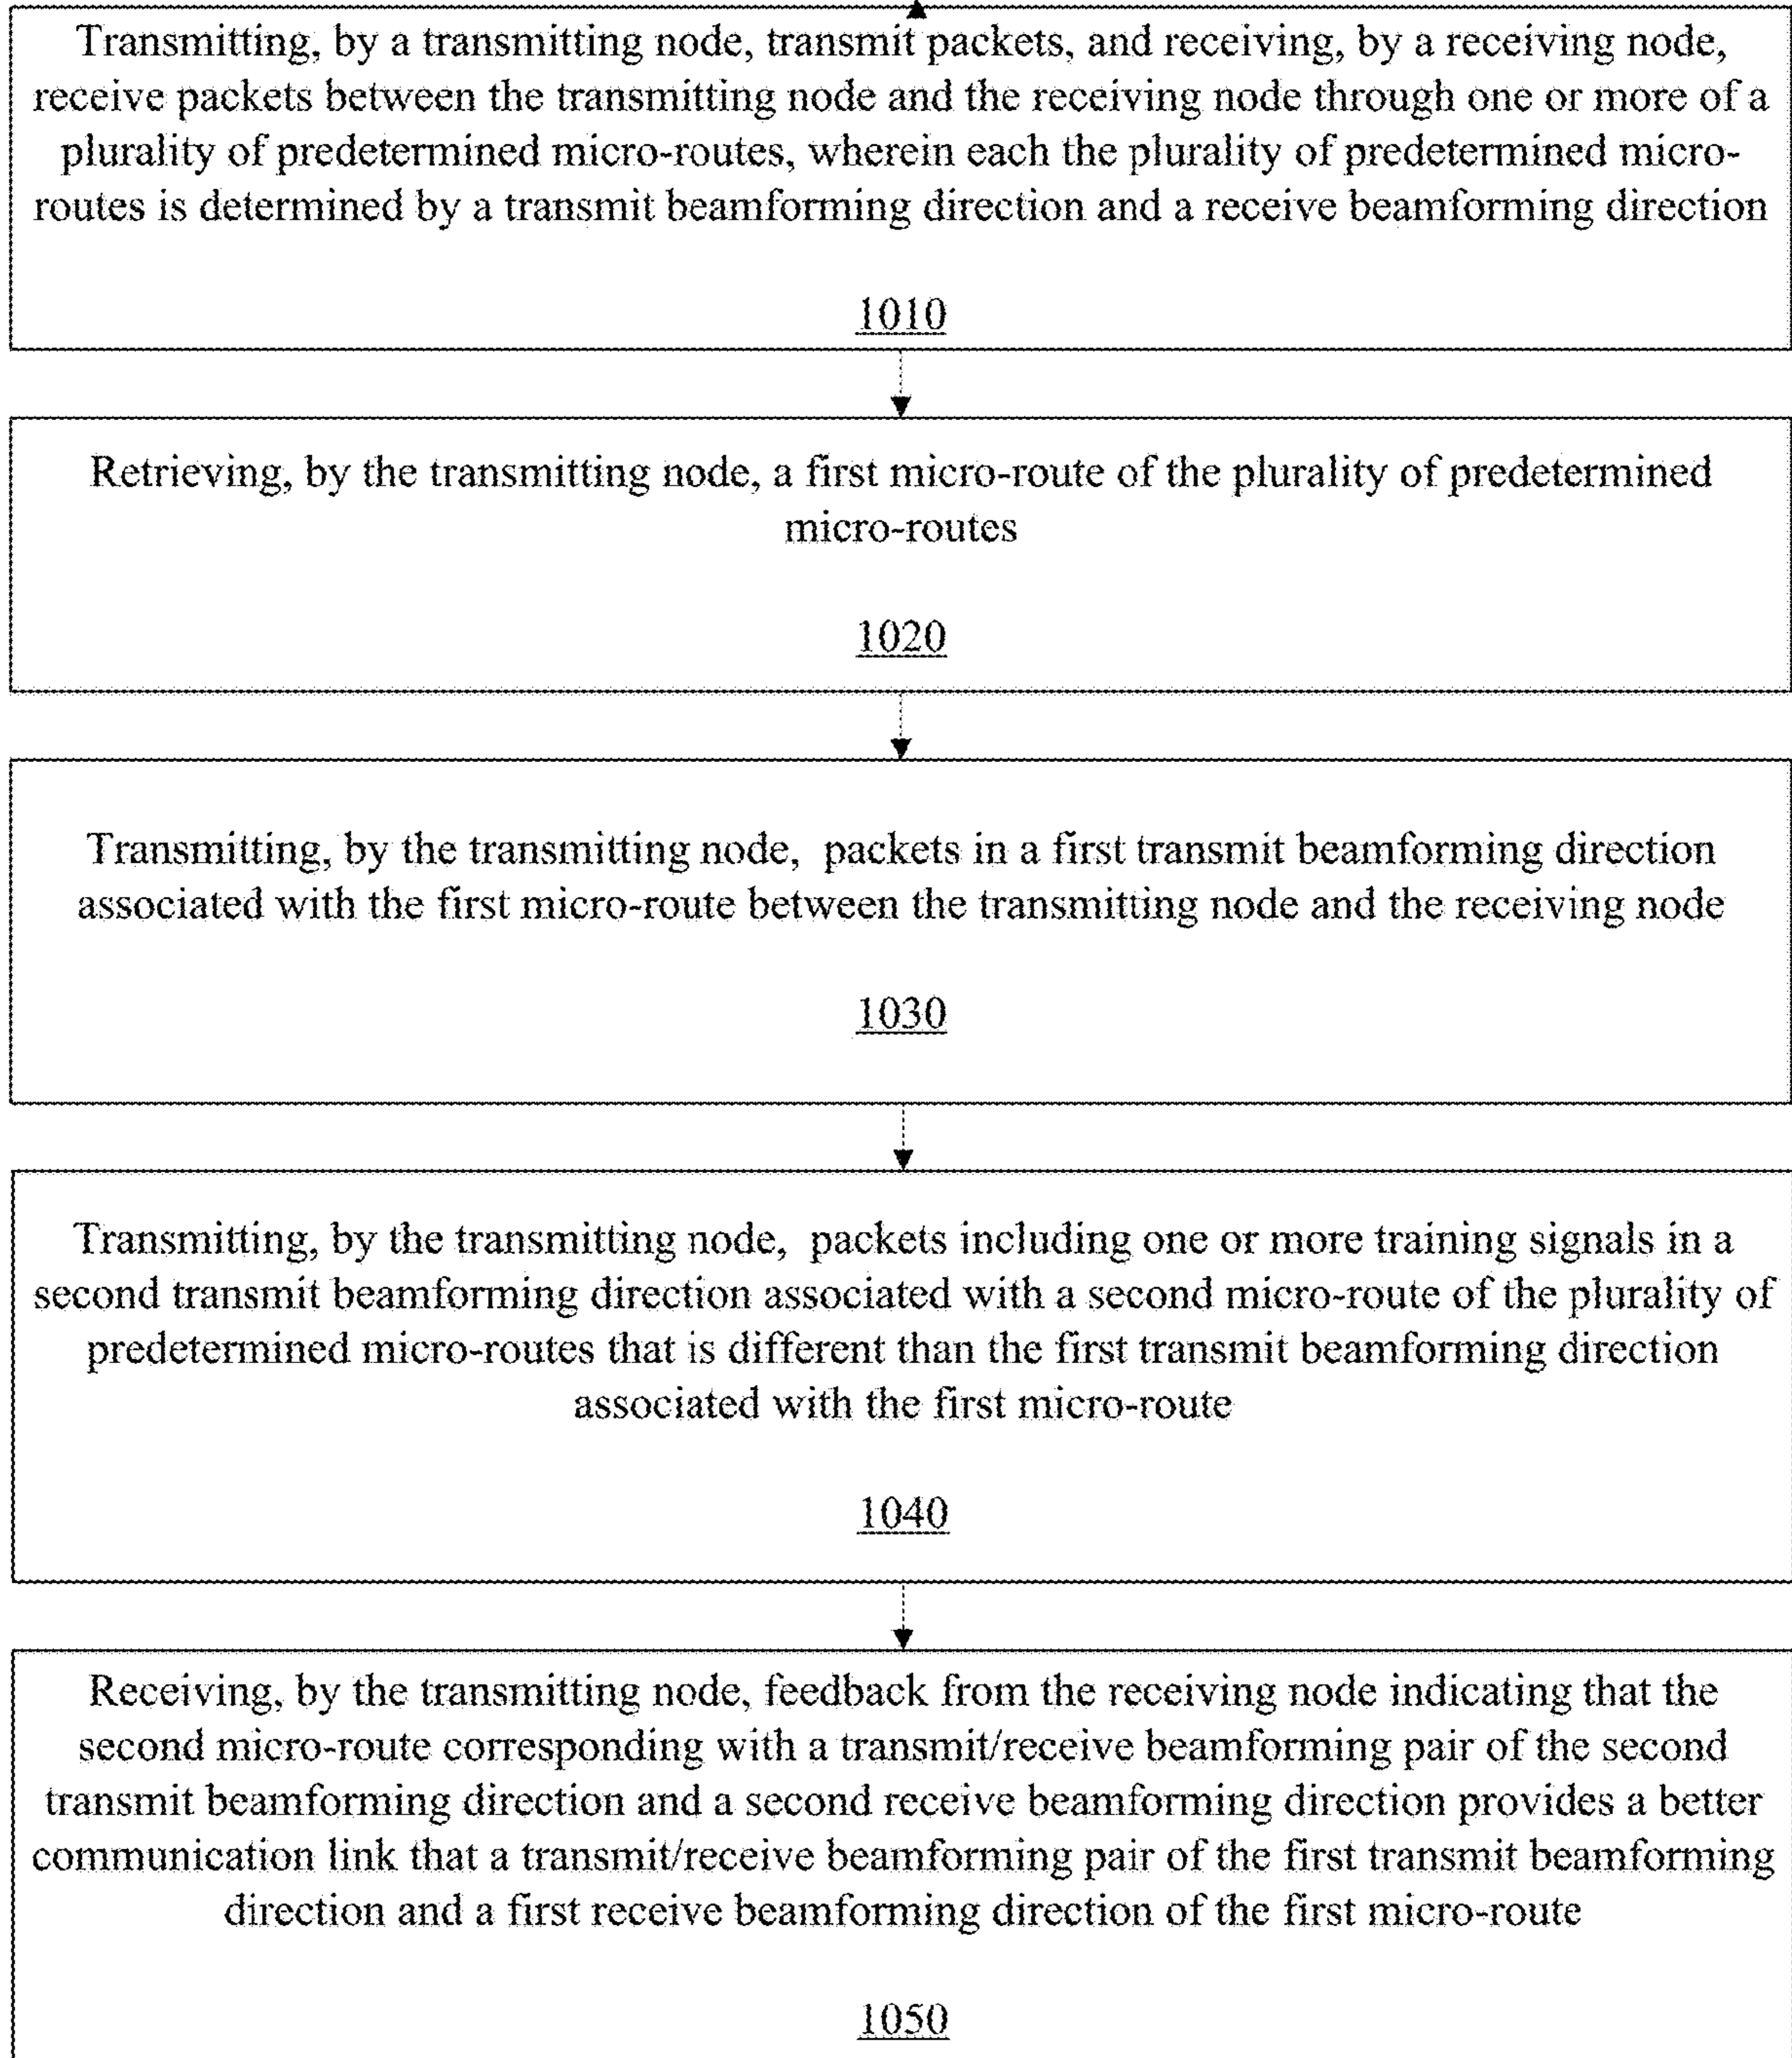 Transmitting, by a transmitting node, transmit packets, and receiving, by a receiving node,
receive packets between the transmitting node and the receiving node through one or more of a
plurality of predetermined micro-routes, wherein each the plurality of predetermined micro-
routes is determined by a transmit beamforming direction and a receive beamforming direction
1010
Retrieving, by the transmitting node, a first micro-route of the plurality of predetermined
micro-routes
1020
Transmitting, by the transmitting node, packets in a first transmit beamforming direction
associated with the first micro-route between the transmitting node and the receiving node
1030
Transmitting, by the transmitting node, packets including one or more training signals in a
second transmit beamforming direction associated with a second micro-route of the plurality of
predetermined micro-routes that is different than the first transmit beamforming direction
associated with the first micro-route
1040
Receiving, by the transmitting node, feedback from the receiving node indicating that the
second micro-route corresponding with a transmit/receive beamforming pair of the second
transmit beamforming direction and a second receive beamforming direction provides a better
communication link that a transmit/receive beamforming pair of the first transmit beamforming
direction and a first receive beamforming direction of the first micro-route
1050